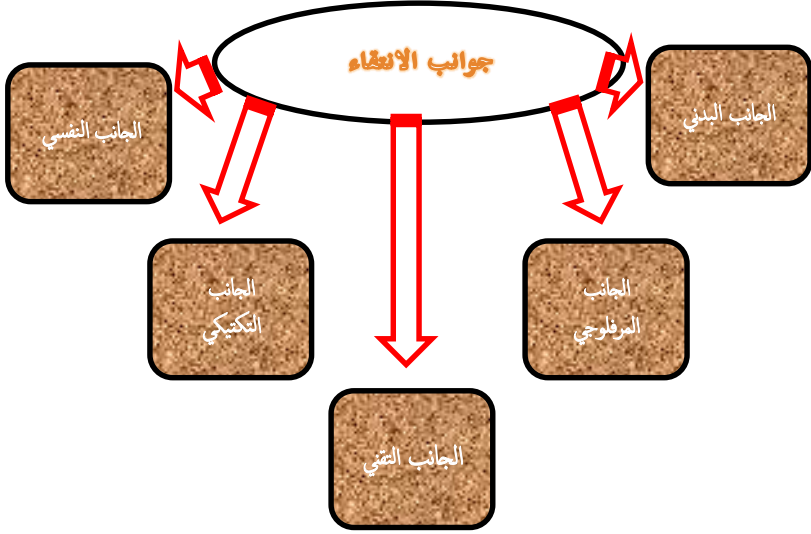 جوانب الانتقاء
الجانب البدني
الجانب النفسي
الجانب
المرفلوجي
الجانب
التكتيكي
الجانب التقني